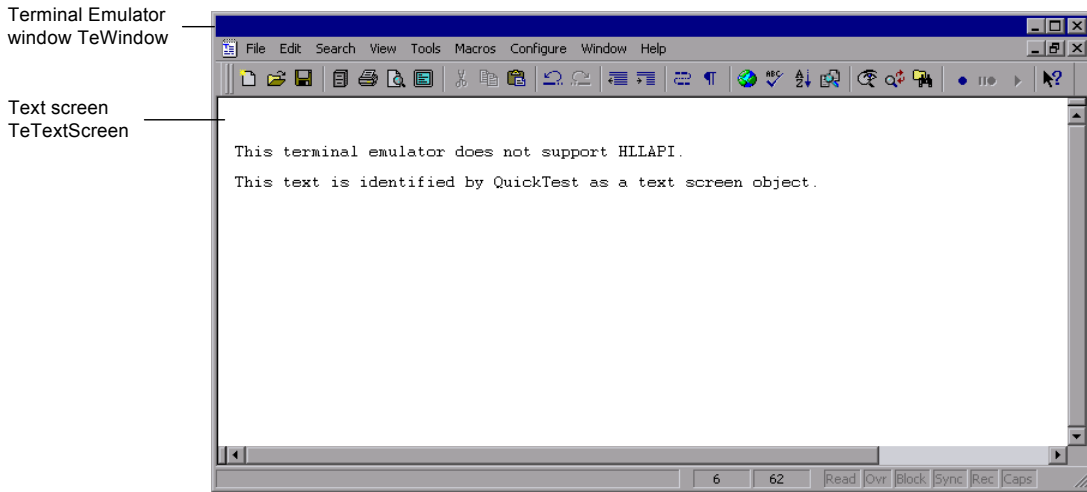 Terminal Emulator
window TeWindow
File Edit Search View Tools Macros Configure Window Help
ABC
Text screen
TeTextScreen
This terminal emulator does not support HLLAPI.
This text is identified by QuickTest as a text screen object.
6 62 Read Ovr Block Sync Rec Caps